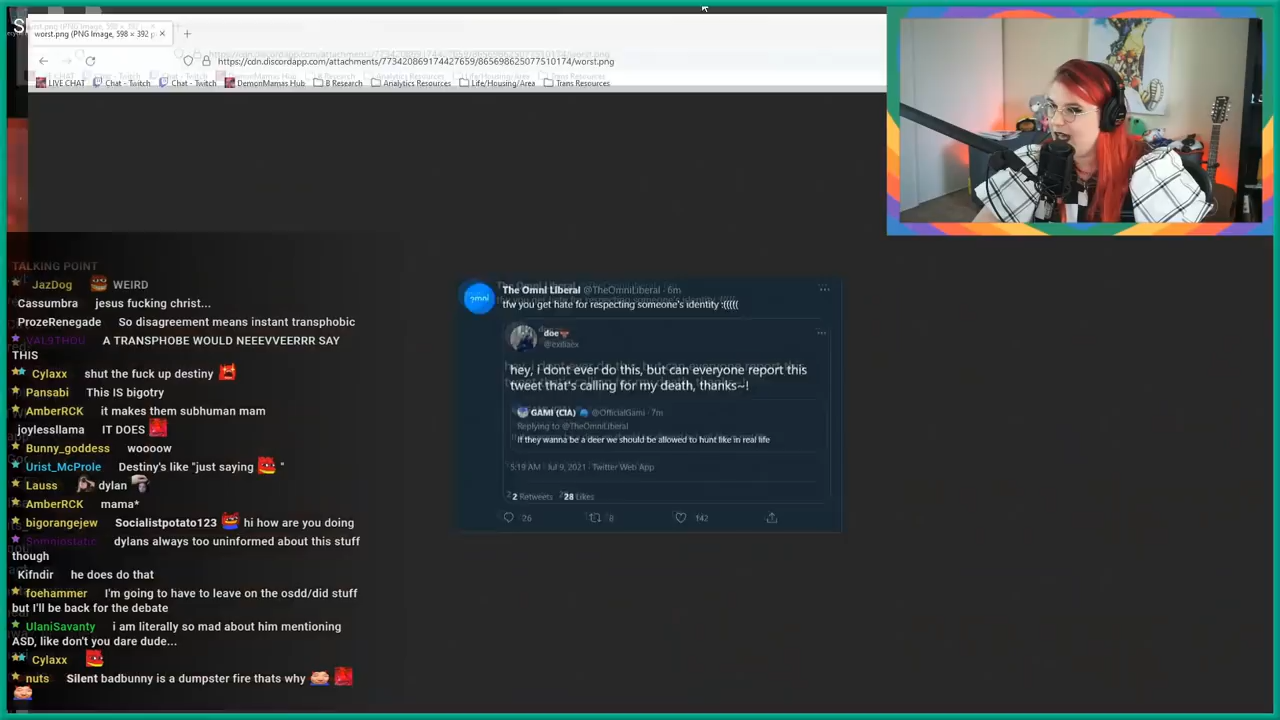 worst.png (PNG Image, 598 × 392 p
https://cdn.discordapp.com/attachments/773420869174427659/865698625077510174/worst.png
LIVE CHAT
Chat - Twitch
Chat - Twitch
DemonMamas Hub
B Research
Analytics Resources
Life/Housing/Area
Trans Resources
TALKING POINT
JazDog WEIRD
Cassumbra jesus fucking christ...
ProzeRenegade So disagreement means instant transphobic
VAL9THOU A TRANSPHOBE WOULD NEEEVVEERRR SAY
THIS
Cylaxx shut the fuck up destiny
Pansabi This IS bigotry
AmberRCK it makes them subhuman mam
joylessllama IT DOES
Bunny_goddess woooow
Urist_McProle Destiny's like "just saying "
Lauss dylan
AmberRCK mama*
bigorangejew Socialistpotato123 hi how are you doing
Somniostatic dylans always too uninformed about this stuff
though
Kifndir he does do that
foehammer I'm going to have to leave on the osdd/did stuff
but I'll be back for the debate
UlaniSavanty i am literally so mad about him mentioning
ASD, like don't you dare dude...
Cylaxx
nuts Silent badbunny is a dumpster fire thats why
The Omni Liberal @TheOmniLiberal · 6m
tfw you get hate for respecting someone's identity :(((((
omni
doe
hey, i dont ever do this, but can everyone report this
tweet that's calling for my death, thanks~!
GAMI (CIA) @OfficialGami · 7m
Replying to @TheOmniLiberal
If they wanna be a deer we should be allowed to hunt like in real life
5:19 AM · Jul 9, 2021 · Twitter Web App
2 Retweets 28 Likes
26 8 142